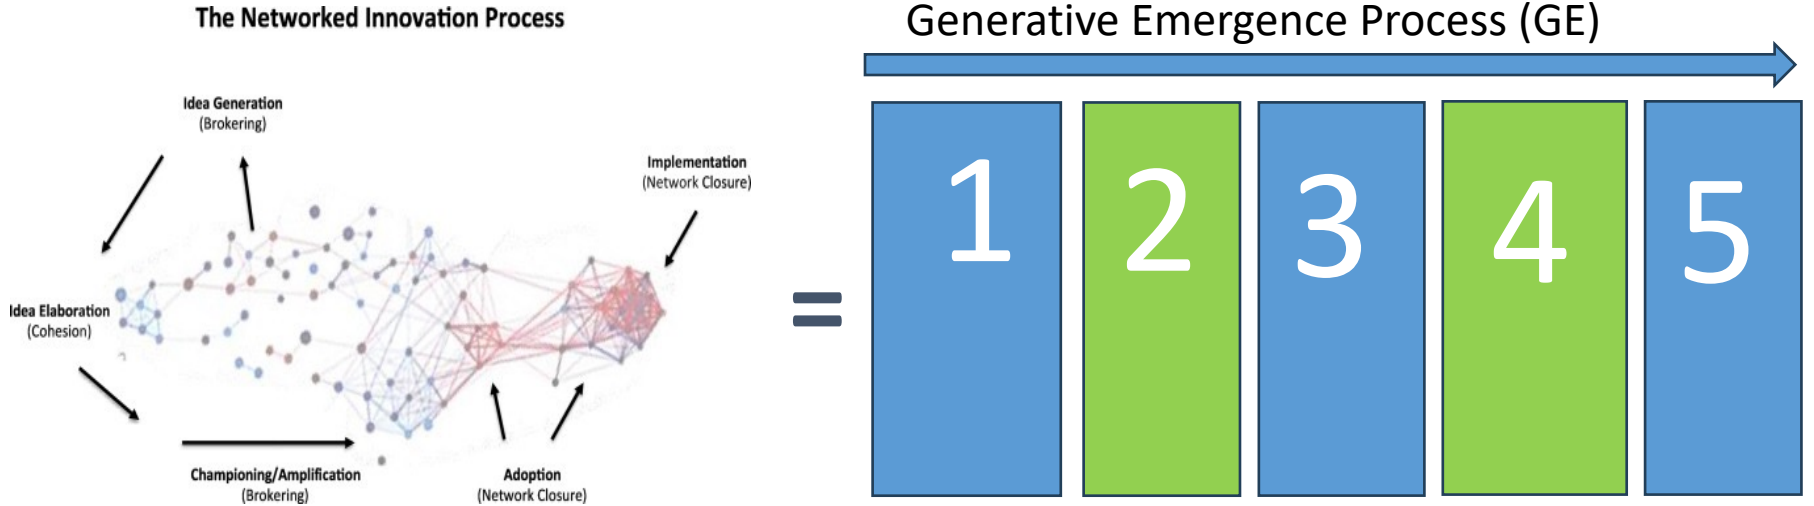 The Networked Innovation Process
Idea Generation
(Brokering)
Implementation
(Network Closure)
Idea Elaboration
(Cohesion)
Championing/Amplification
(Brokering)
Adoption
(Network Closure)
=
Generative Emergence Process (GE)
1
2
3
4
5